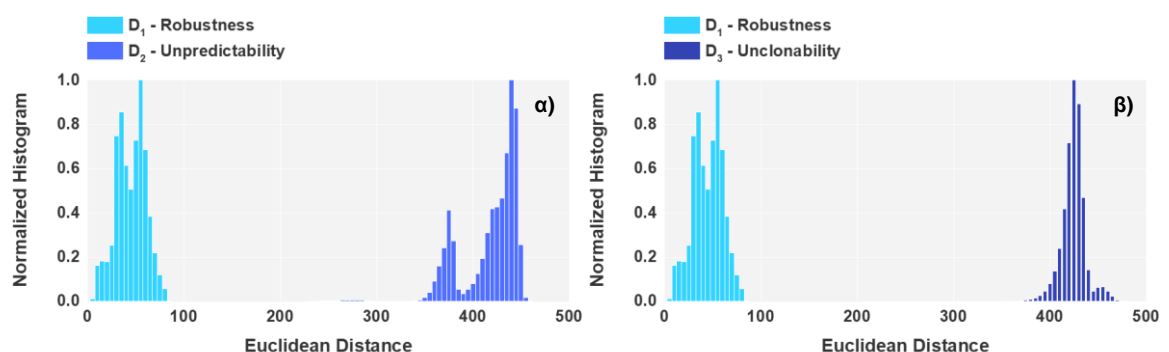 D1 - Robustness
D2 - Unpredictability
Normalized Histogram
1.0
0.8
0.6
0.4
0.2
0.0
0
100
200
300
400
500
Euclidean Distance
α)
D1 - Robustness
D3 - Unclonability
Normalized Histogram
1.0
0.8
0.6
0.4
0.2
0.0
0
100
200
300
400
500
Euclidean Distance
β)